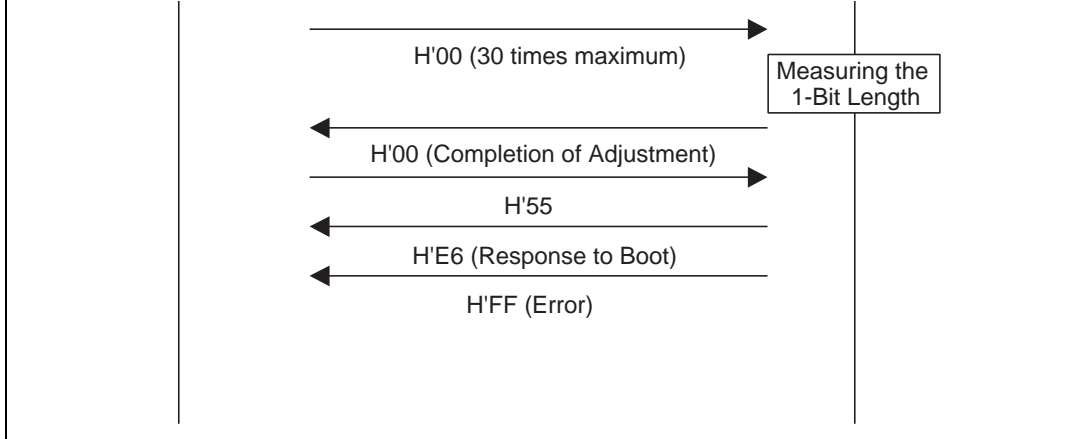 H'00 (30 times maximum)
Measuring the
1-Bit Length
H'00 (Completion of Adjustment)
H'55
H'E6 (Response to Boot)
H'FF (Error)